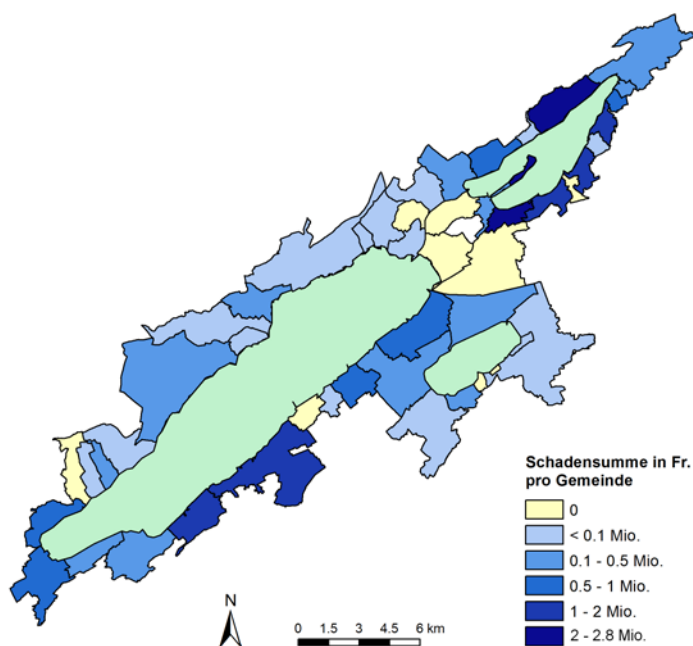 Schadensumme in Fr.
pro Gemeinde
0
< 0.1 Mio.
0.1 - 0.5 Mio.
0.5 - 1 Mio.
1 - 2 Mio.
2 - 2.8 Mio.
N
0 1.5 3 4.5 6 km